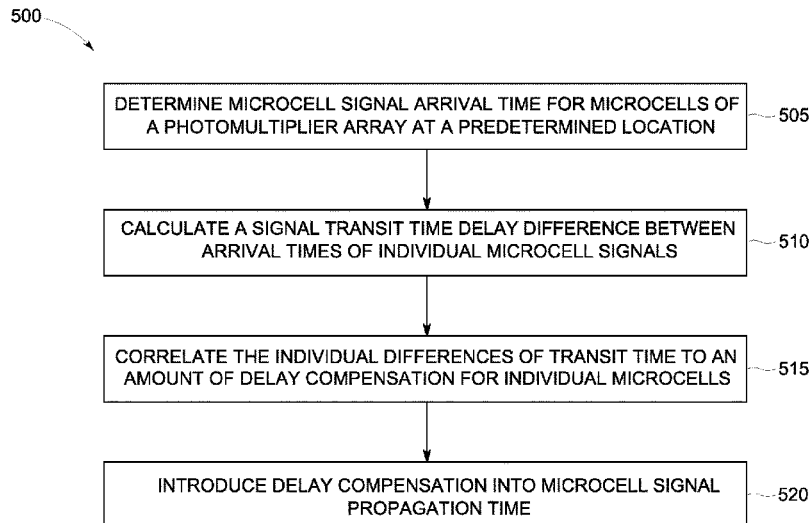 500
DETERMINE MICROCELL SIGNAL ARRIVAL TIME FOR MICROCELLS OF
A PHOTOMULTIPLIER ARRAY AT A PREDETERMINED LOCATION
505
CALCULATE A SIGNAL TRANSIT TIME DELAY DIFFERENCE BETWEEN
ARRIVAL TIMES OF INDIVIDUAL MICROCELL SIGNALS
510
CORRELATE THE INDIVIDUAL DIFFERENCES OF TRANSIT TIME TO AN
AMOUNT OF DELAY COMPENSATION FOR INDIVIDUAL MICROCELLS
515
INTRODUCE DELAY COMPENSATION INTO MICROCELL SIGNAL
PROPAGATION TIME
520